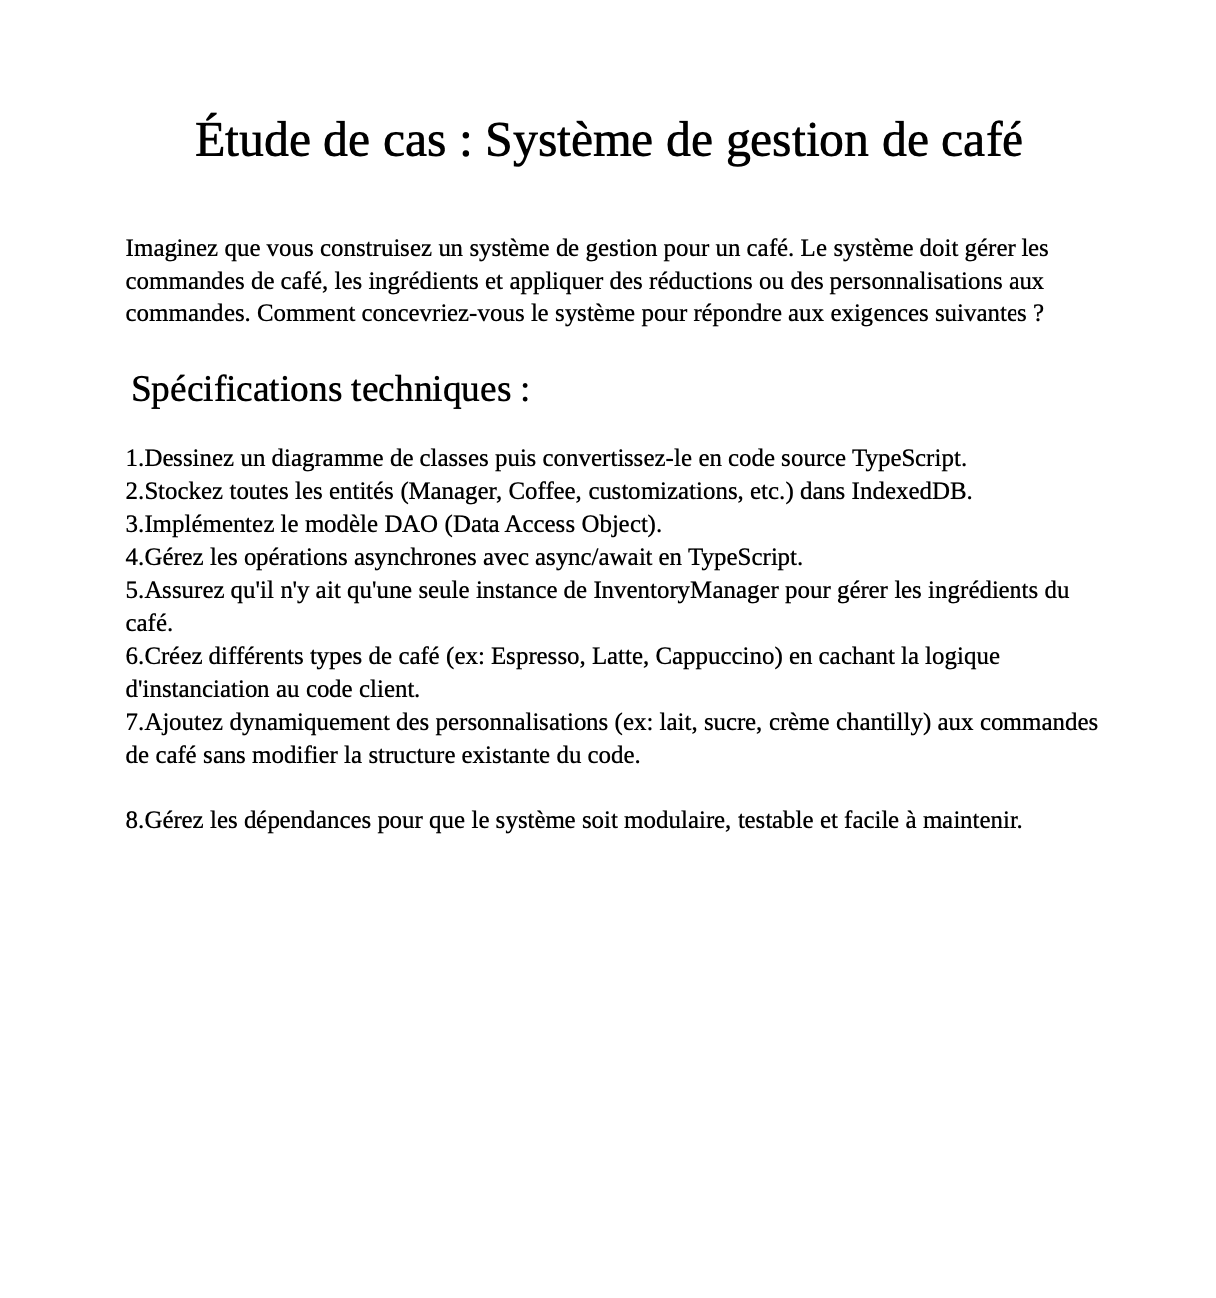 Étude de cas : Système de gestion de café
Imaginez que vous construisez un système de gestion pour un café. Le système doit gérer les
commandes de café, les ingrédients et appliquer des réductions ou des personnalisations aux
commandes. Comment concevriez-vous le système pour répondre aux exigences suivantes ?
Spécifications techniques :
1.Dessinez un diagramme de classes puis convertissez-le en code source TypeScript.
2.Stockez toutes les entités (Manager, Coffee, customizations, etc.) dans IndexedDB.
3.Implémentez le modèle DAO (Data Access Object).
4.Gérez les opérations asynchrones avec async/await en TypeScript.
5.Assurez qu'il n'y ait qu'une seule instance de InventoryManager pour gérer les ingrédients du
café.
6.Créez différents types de café (ex: Espresso, Latte, Cappuccino) en cachant la logique
d'instanciation au code client.
7.Ajoutez dynamiquement des personnalisations (ex: lait, sucre, crème chantilly) aux commandes
de café sans modifier la structure existante du code.
8.Gérez les dépendances pour que le système soit modulaire, testable et facile à maintenir.